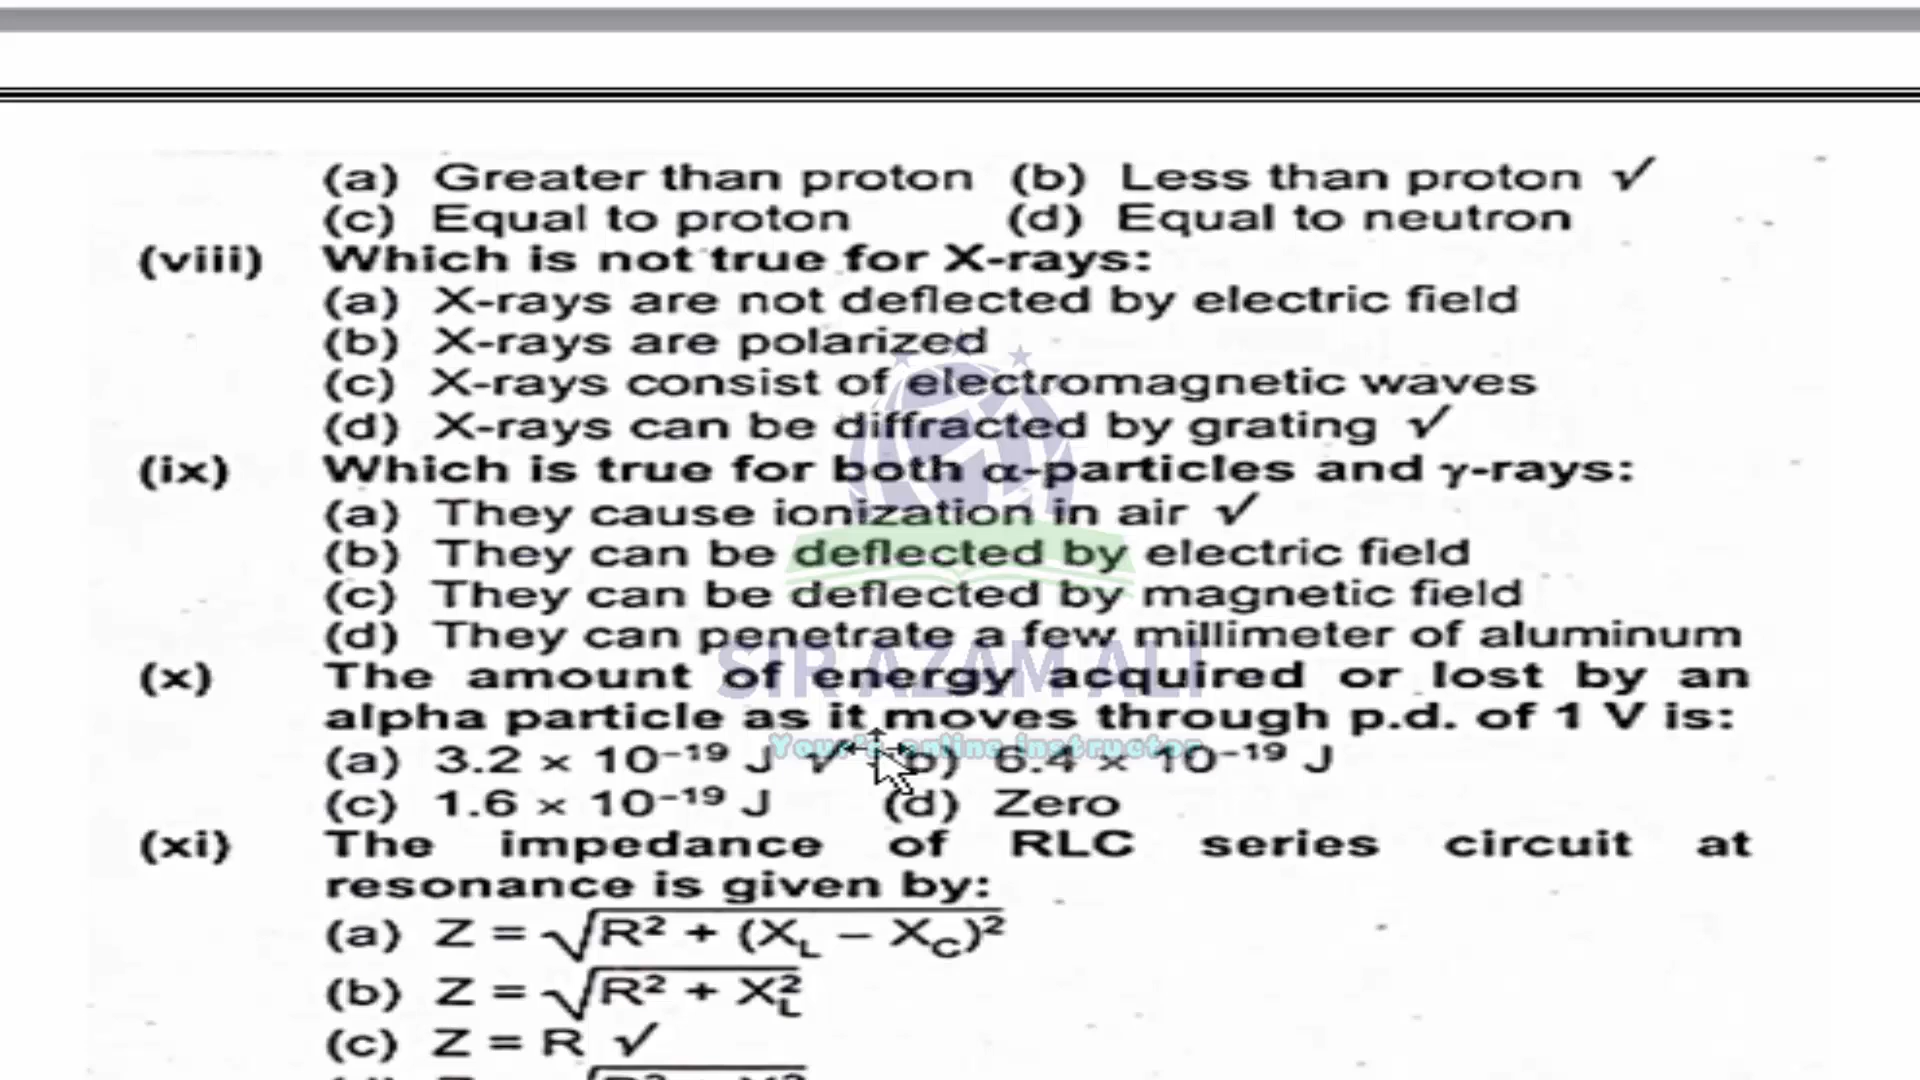 (a) Greater than proton (b) Less than proton ✓
(c) Equal to proton (d) Equal to neutron
(viii) Which is not true for X-rays:
(a) X-rays are not deflected by electric field
(b) X-rays are polarized
(c) X-rays consist of electromagnetic waves
(d) X-rays can be diffracted by grating ✓
(ix) Which is true for both α-particles and γ-rays:
(a) They cause ionization in air ✓
(b) They can be deflected by electric field
(c) They can be deflected by magnetic field
(d) They can penetrate a few millimeter of aluminum
SIR AZAM ALI
(x) The amount of energy acquired or lost by an
alpha particle as it moves through p.d. of 1 V is:
Your's online instructor
(a) 3.2 × 10⁻¹⁹ J ✓ (b) 6.4 × 10⁻¹⁹ J
(c) 1.6 × 10⁻¹⁹ J (d) Zero
(xi) The impedance of RLC series circuit at
resonance is given by:
(a) Z = √(R² + (X_L – X_C)²)
(b) Z = √(R² + X_L²)
(c) Z = R ✓